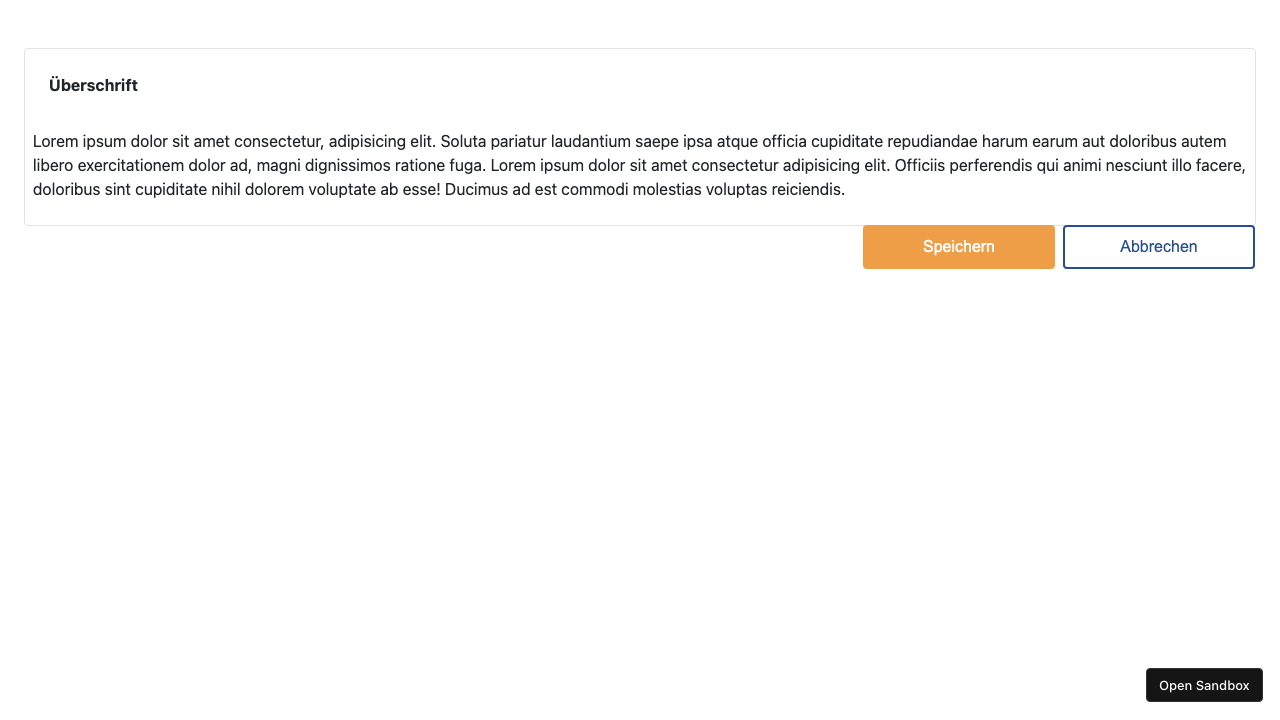 Überschrift
Lorem ipsum dolor sit amet consectetur, adipisicing elit. Soluta pariatur laudantium saepe ipsa atque officia cupiditate repudiandae harum earum aut doloribus autem
libero exercitationem dolor ad, magni dignissimos ratione fuga. Lorem ipsum dolor sit amet consectetur adipisicing elit. Officiis perferendis qui animi nesciunt illo facere,
doloribus sint cupiditate nihil dolorem voluptate ab esse! Ducimus ad est commodi molestias voluptas reiciendis.
Speichern
Abbrechen
Open Sandbox